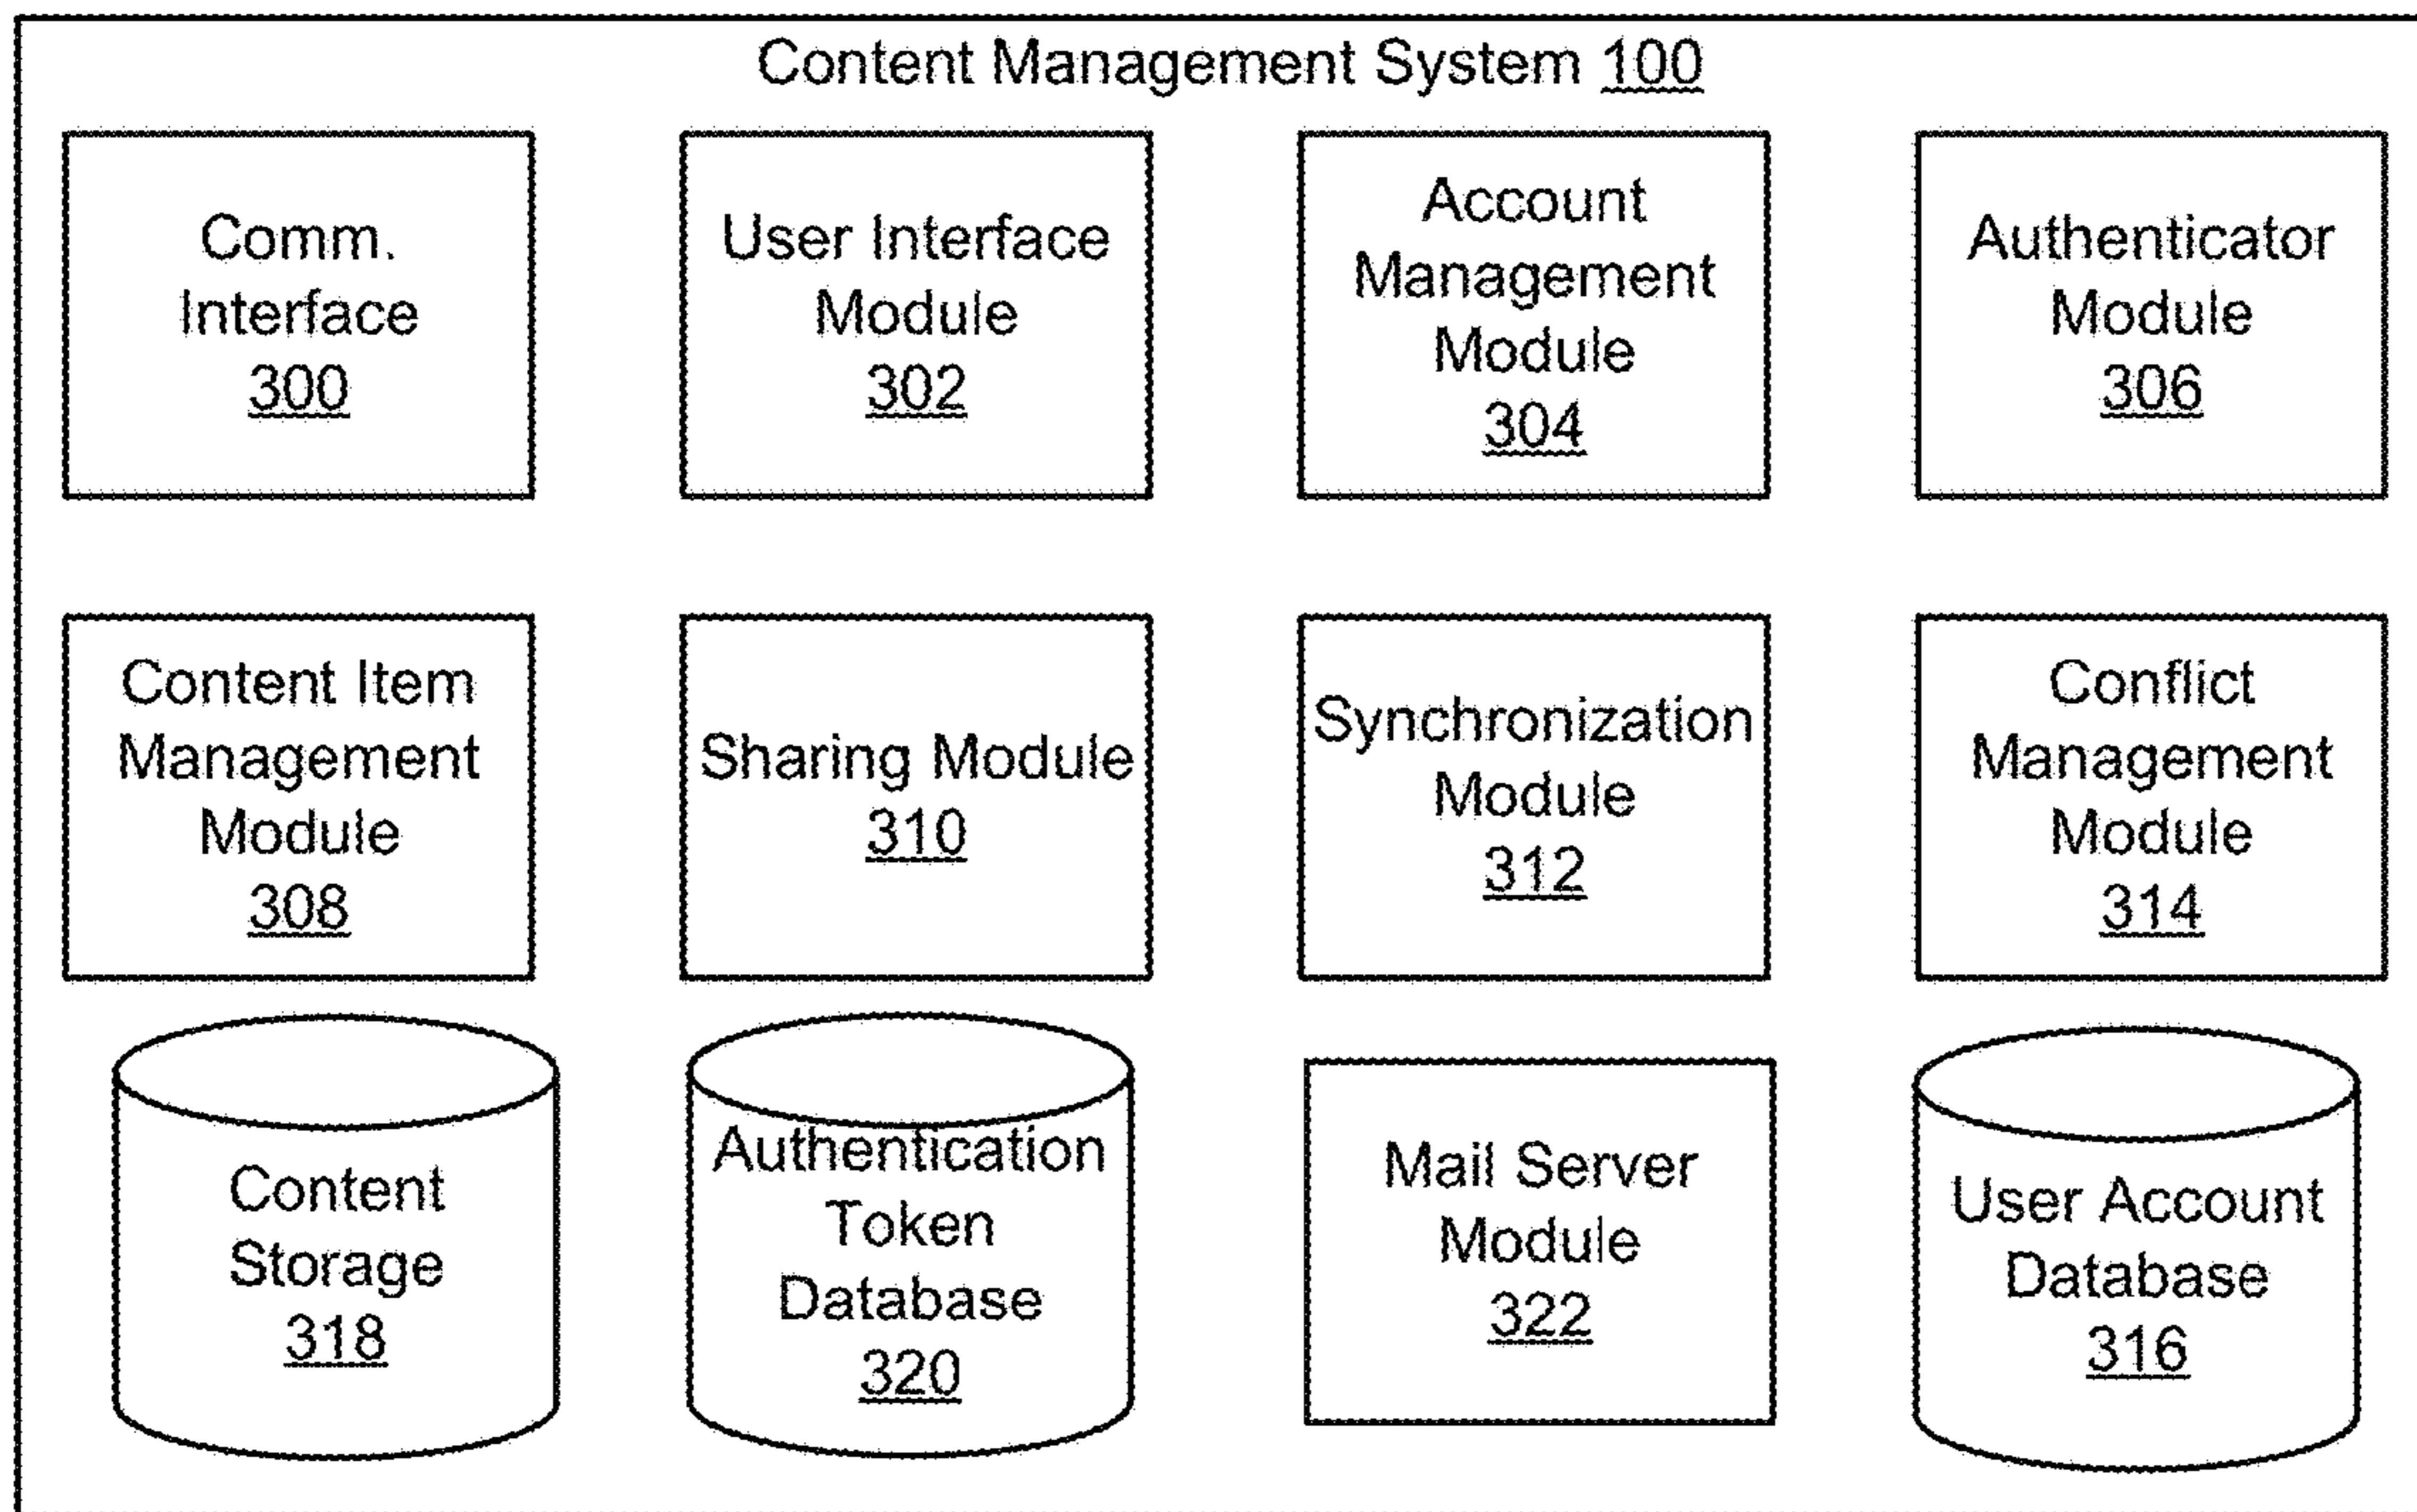 Content Management System 100
Comm.
Interface
300
User Interface
Module
302
Account
Management
Module
304
Authenticator
Module
306
Content Item
Management
Module
308
Sharing Module
310
Synchronization
Module
312
Conflict
Management
Module
314
Content
Storage
318
Authentication
Token
Database
320
Mail Server
Module
322
User Account
Database
316